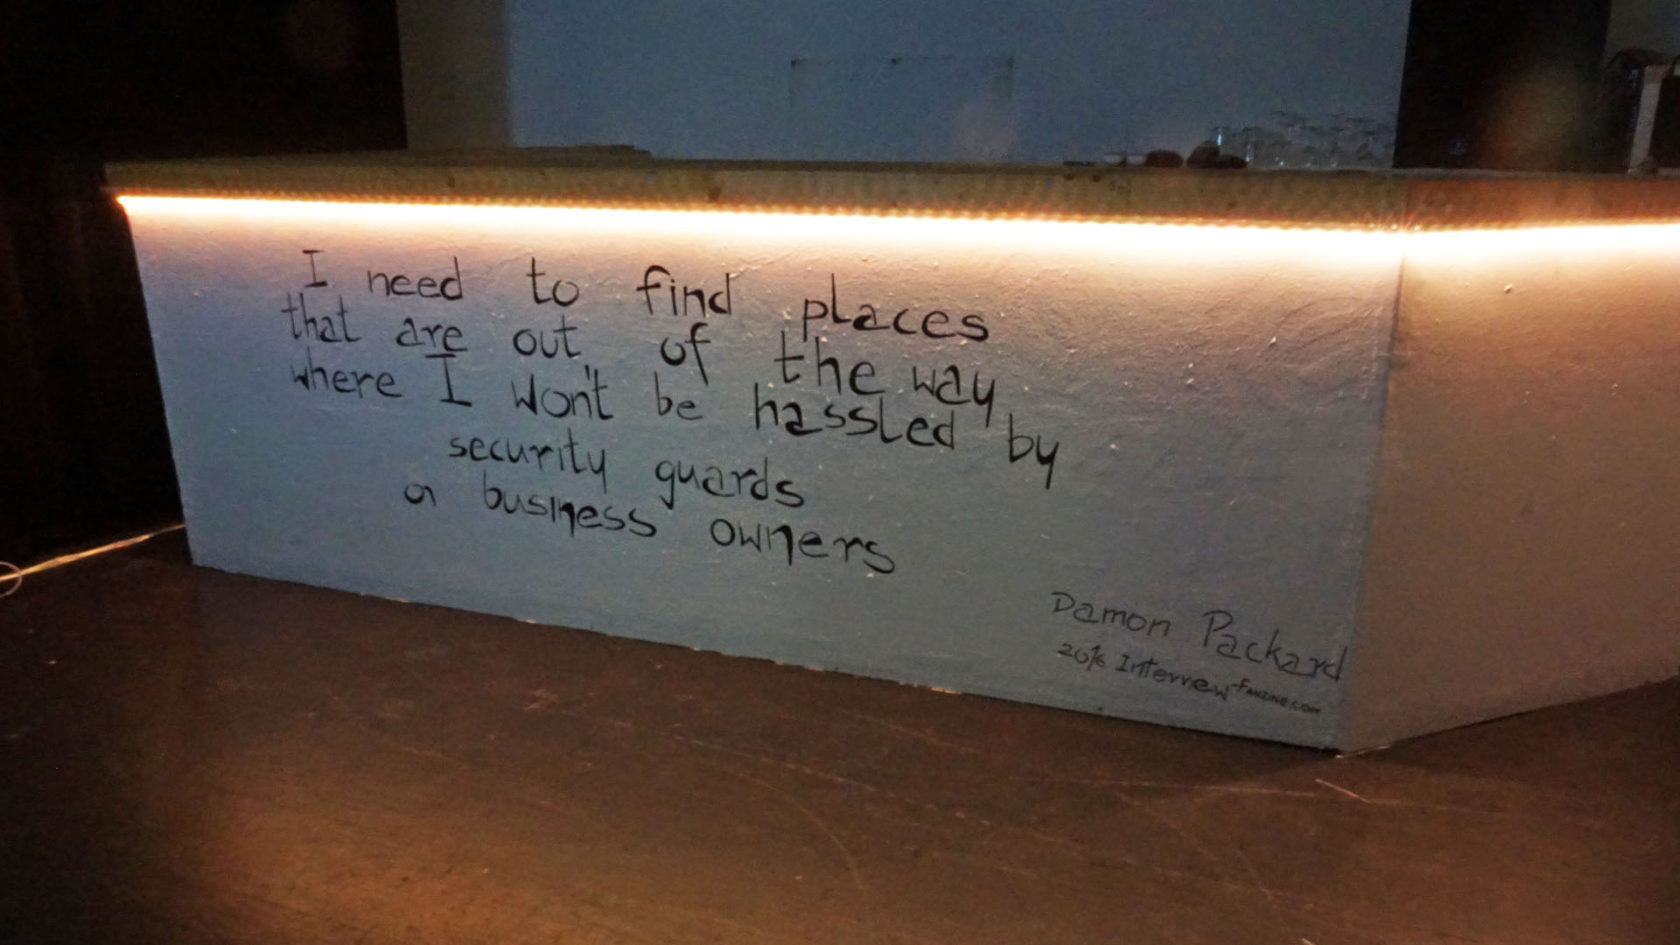 I need to find places
that are out of the way
where I won't be hassled by
security guards
or business owners
Damon Packard
2016 Interview-FANZINE.COM